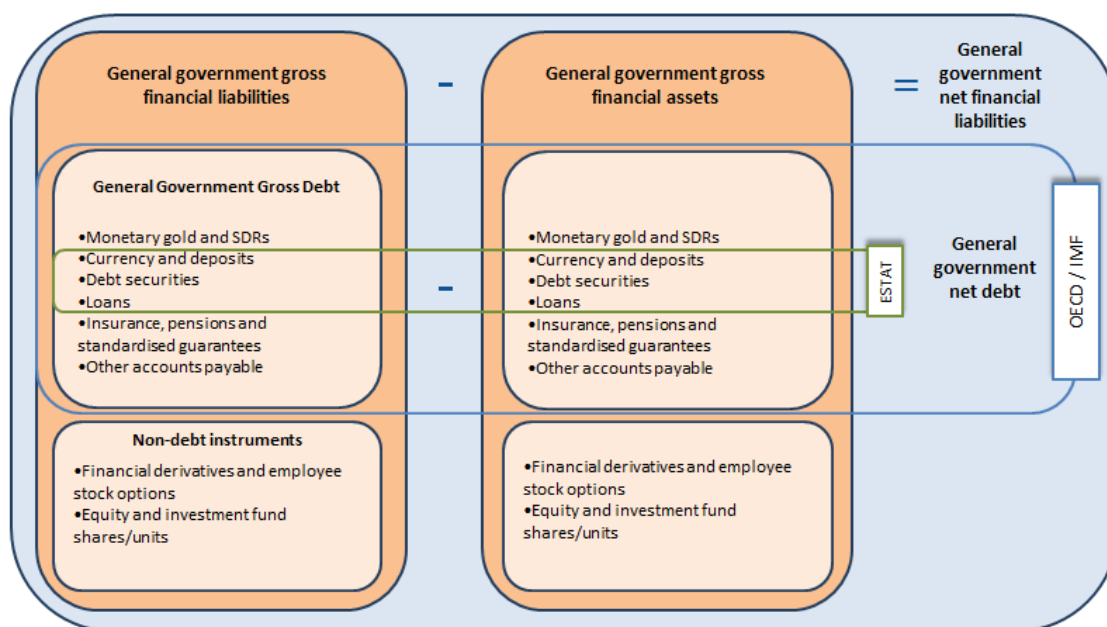 General government gross
financial liabilities
-
General government gross
financial assets
=
General
government
net financial
liabilities
General Government Gross Debt
•Monetary gold and SDRs
•Currency and deposits
•Debt securities
•Loans
•Insurance, pensions and
standardised guarantees
•Other accounts payable
-
•Monetary gold and SDRs
•Currency and deposits
•Debt securities
•Loans
•Insurance, pensions and
standardised guarantees
•Other accounts payable
ESTAT
General
government
net debt
OECD / IMF
Non-debt instruments
•Financial derivatives and employee
stock options
•Equity and investment fund
shares/units
•Financial derivatives and employee
stock options
•Equity and investment fund
shares/units